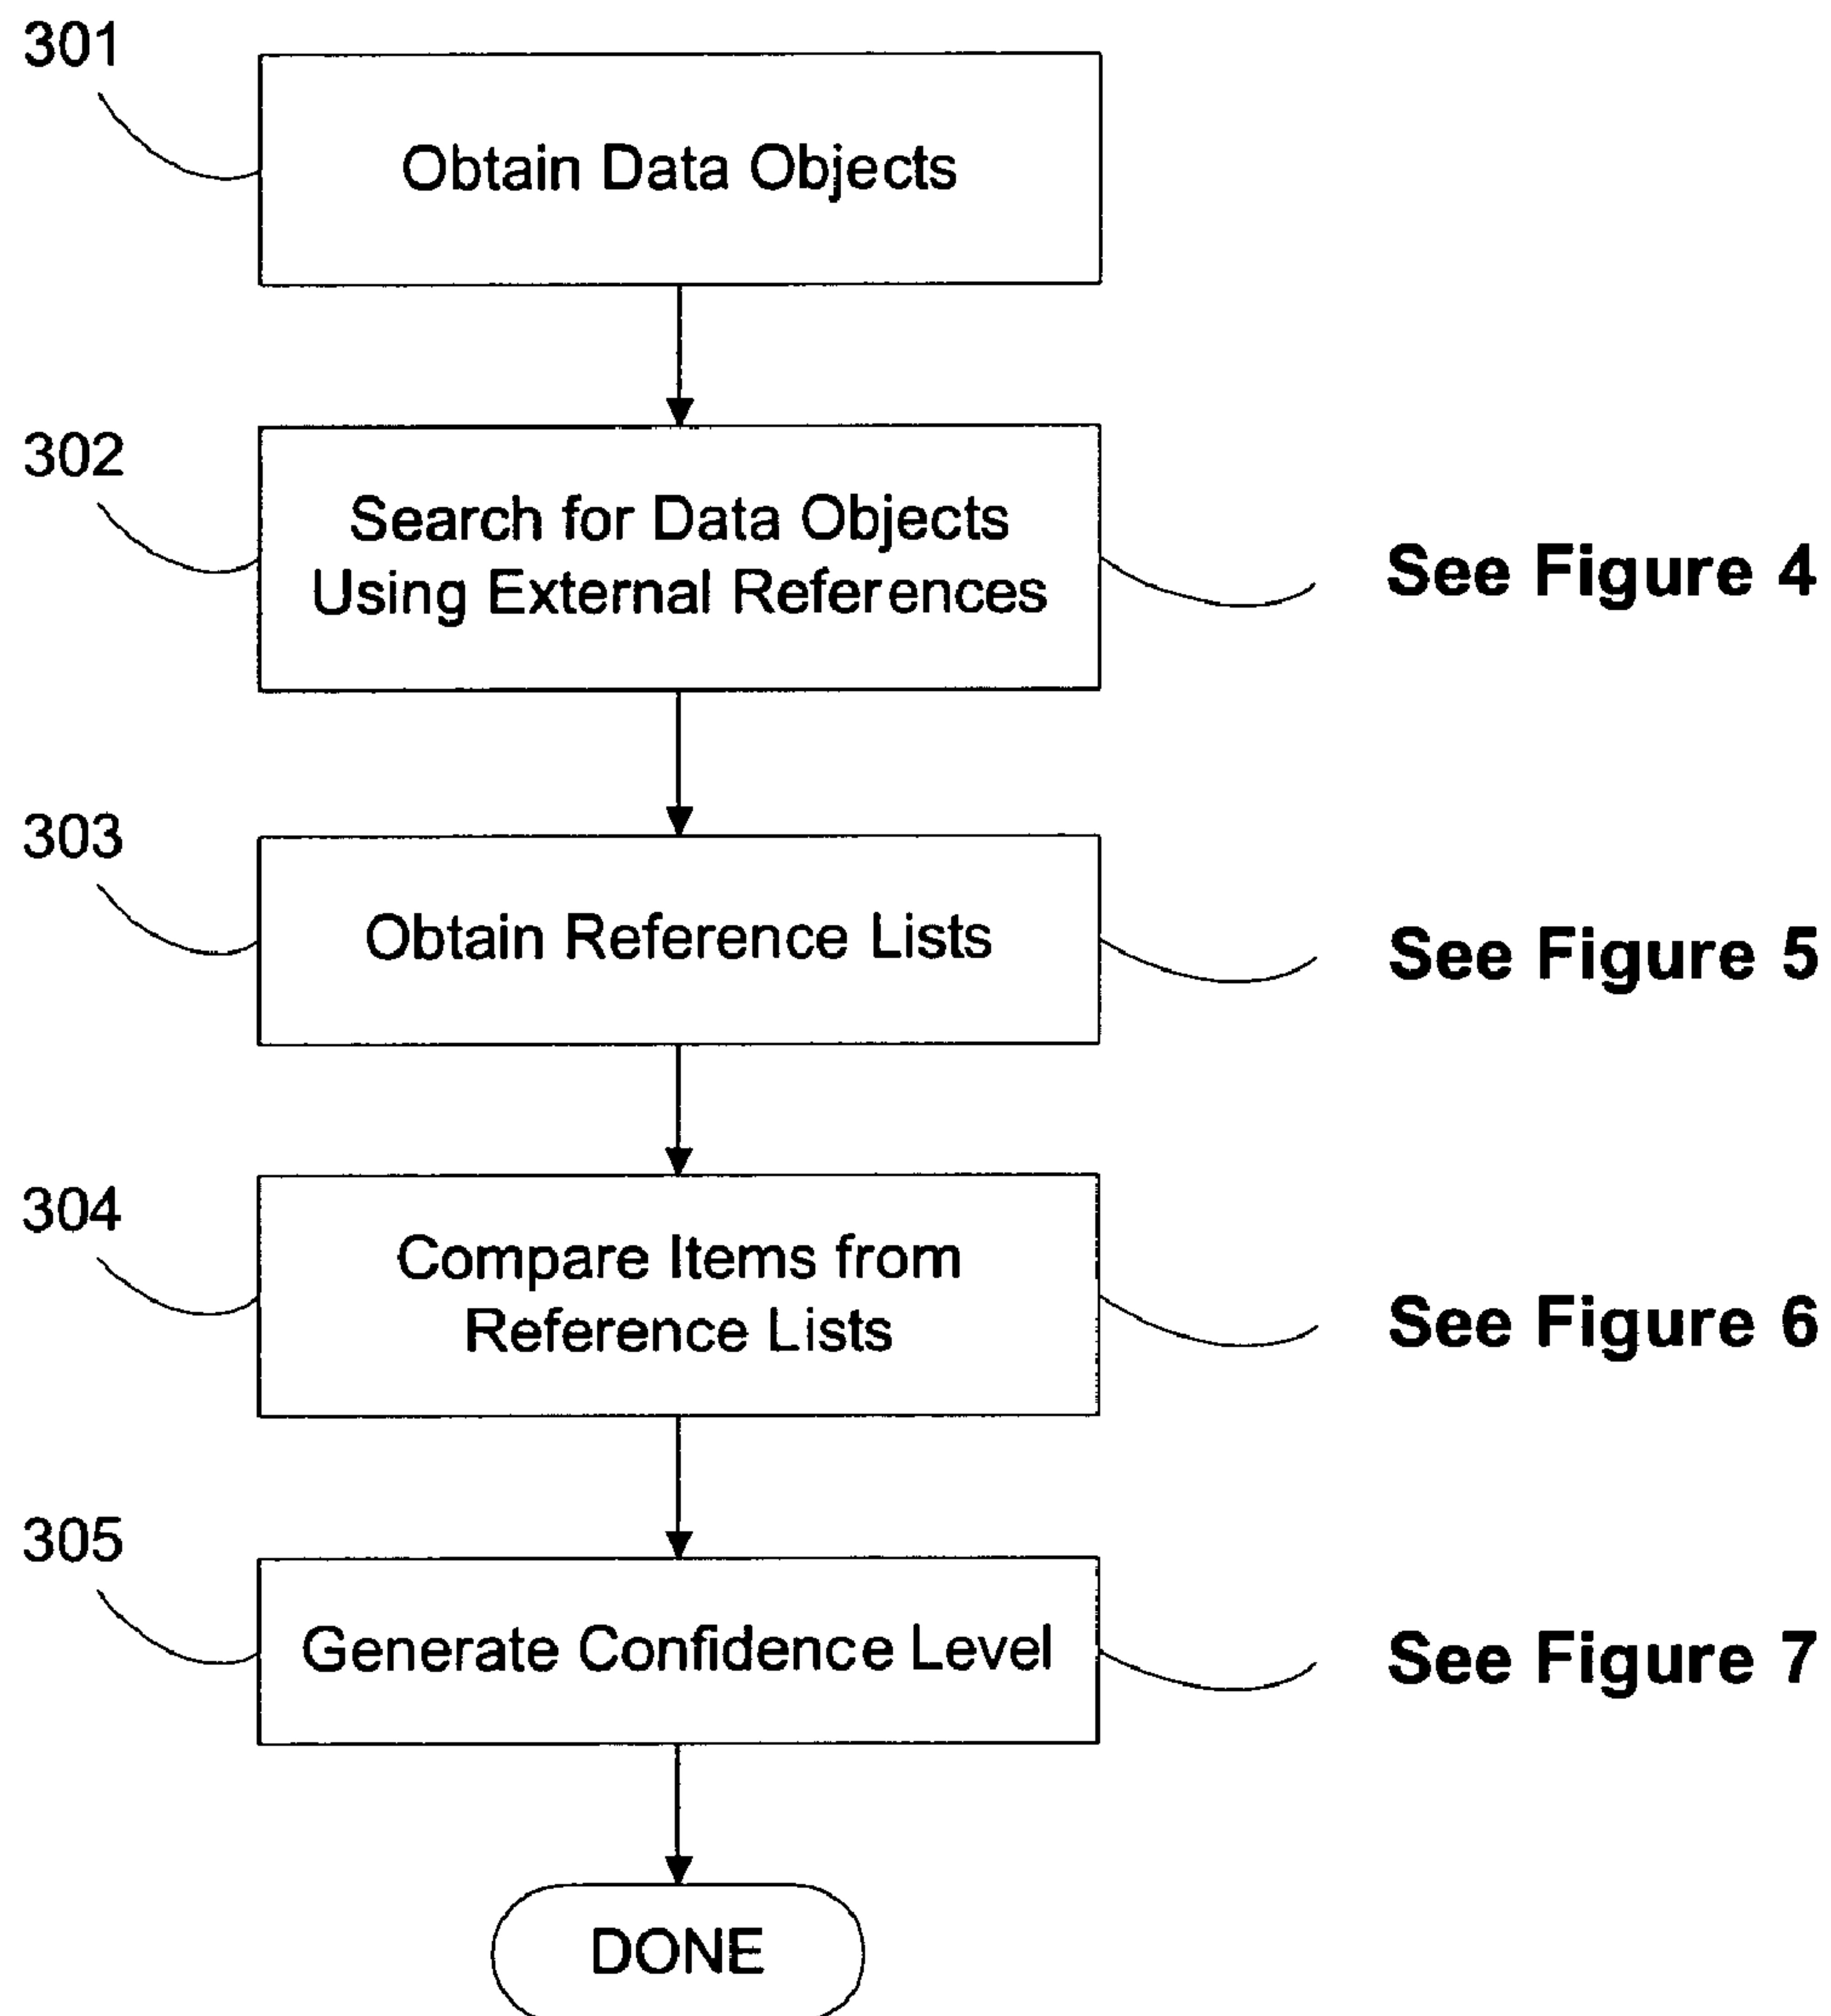 301
Obtain Data Objects
302
Search for Data Objects
Using External References
See Figure 4
303
Obtain Reference Lists
See Figure 5
304
Compare Items from
Reference Lists
See Figure 6
305
Generate Confidence Level
See Figure 7
DONE